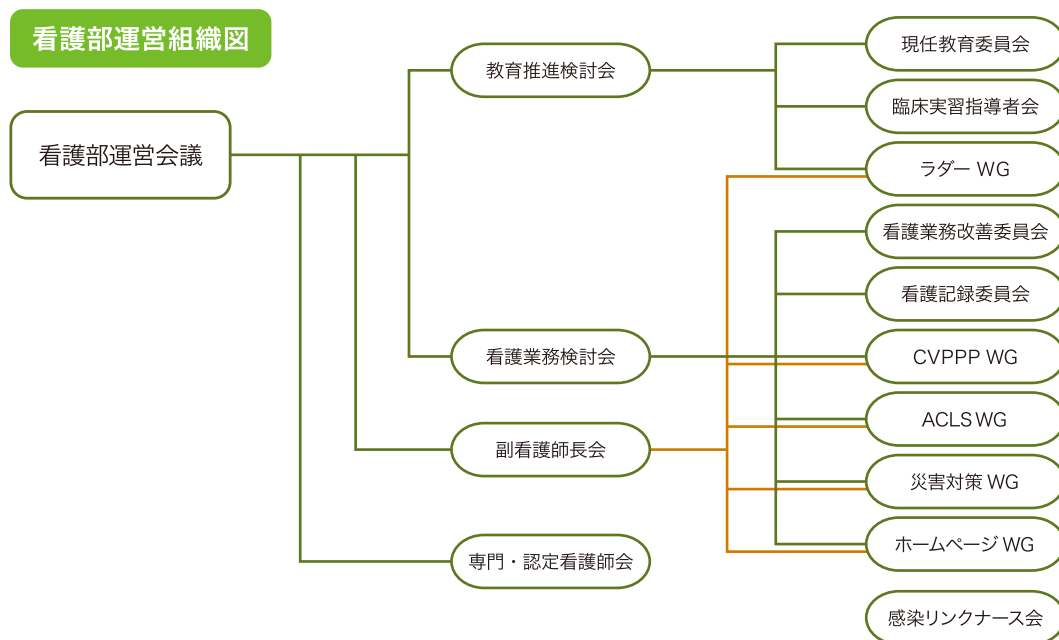 看護部運営組織図
看護部運営会議
教育推進検討会
看護業務検討会
副看護師長会
専門・認定看護師会
現任教育委員会
臨床実習指導者会
ラダー WG
看護業務改善委員会
看護記録委員会
CVPPP WG
ACLS WG
災害対策 WG
ホームページ WG
感染リンクナース会